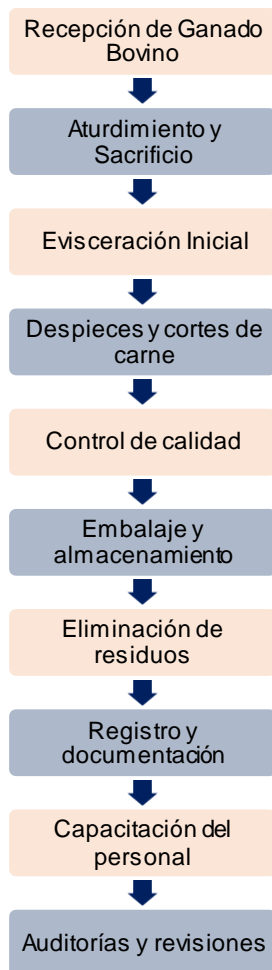 Recepción de Ganado
Bovino
Aturdimiento y
Sacrificio
Evisceración Inicial
Despieces y cortes de
carne
Control de calidad
Embalaje y
almacenamiento
Eliminación de
residuos
Registro y
documentación
Capacitación del
personal
Auditorías y revisiones